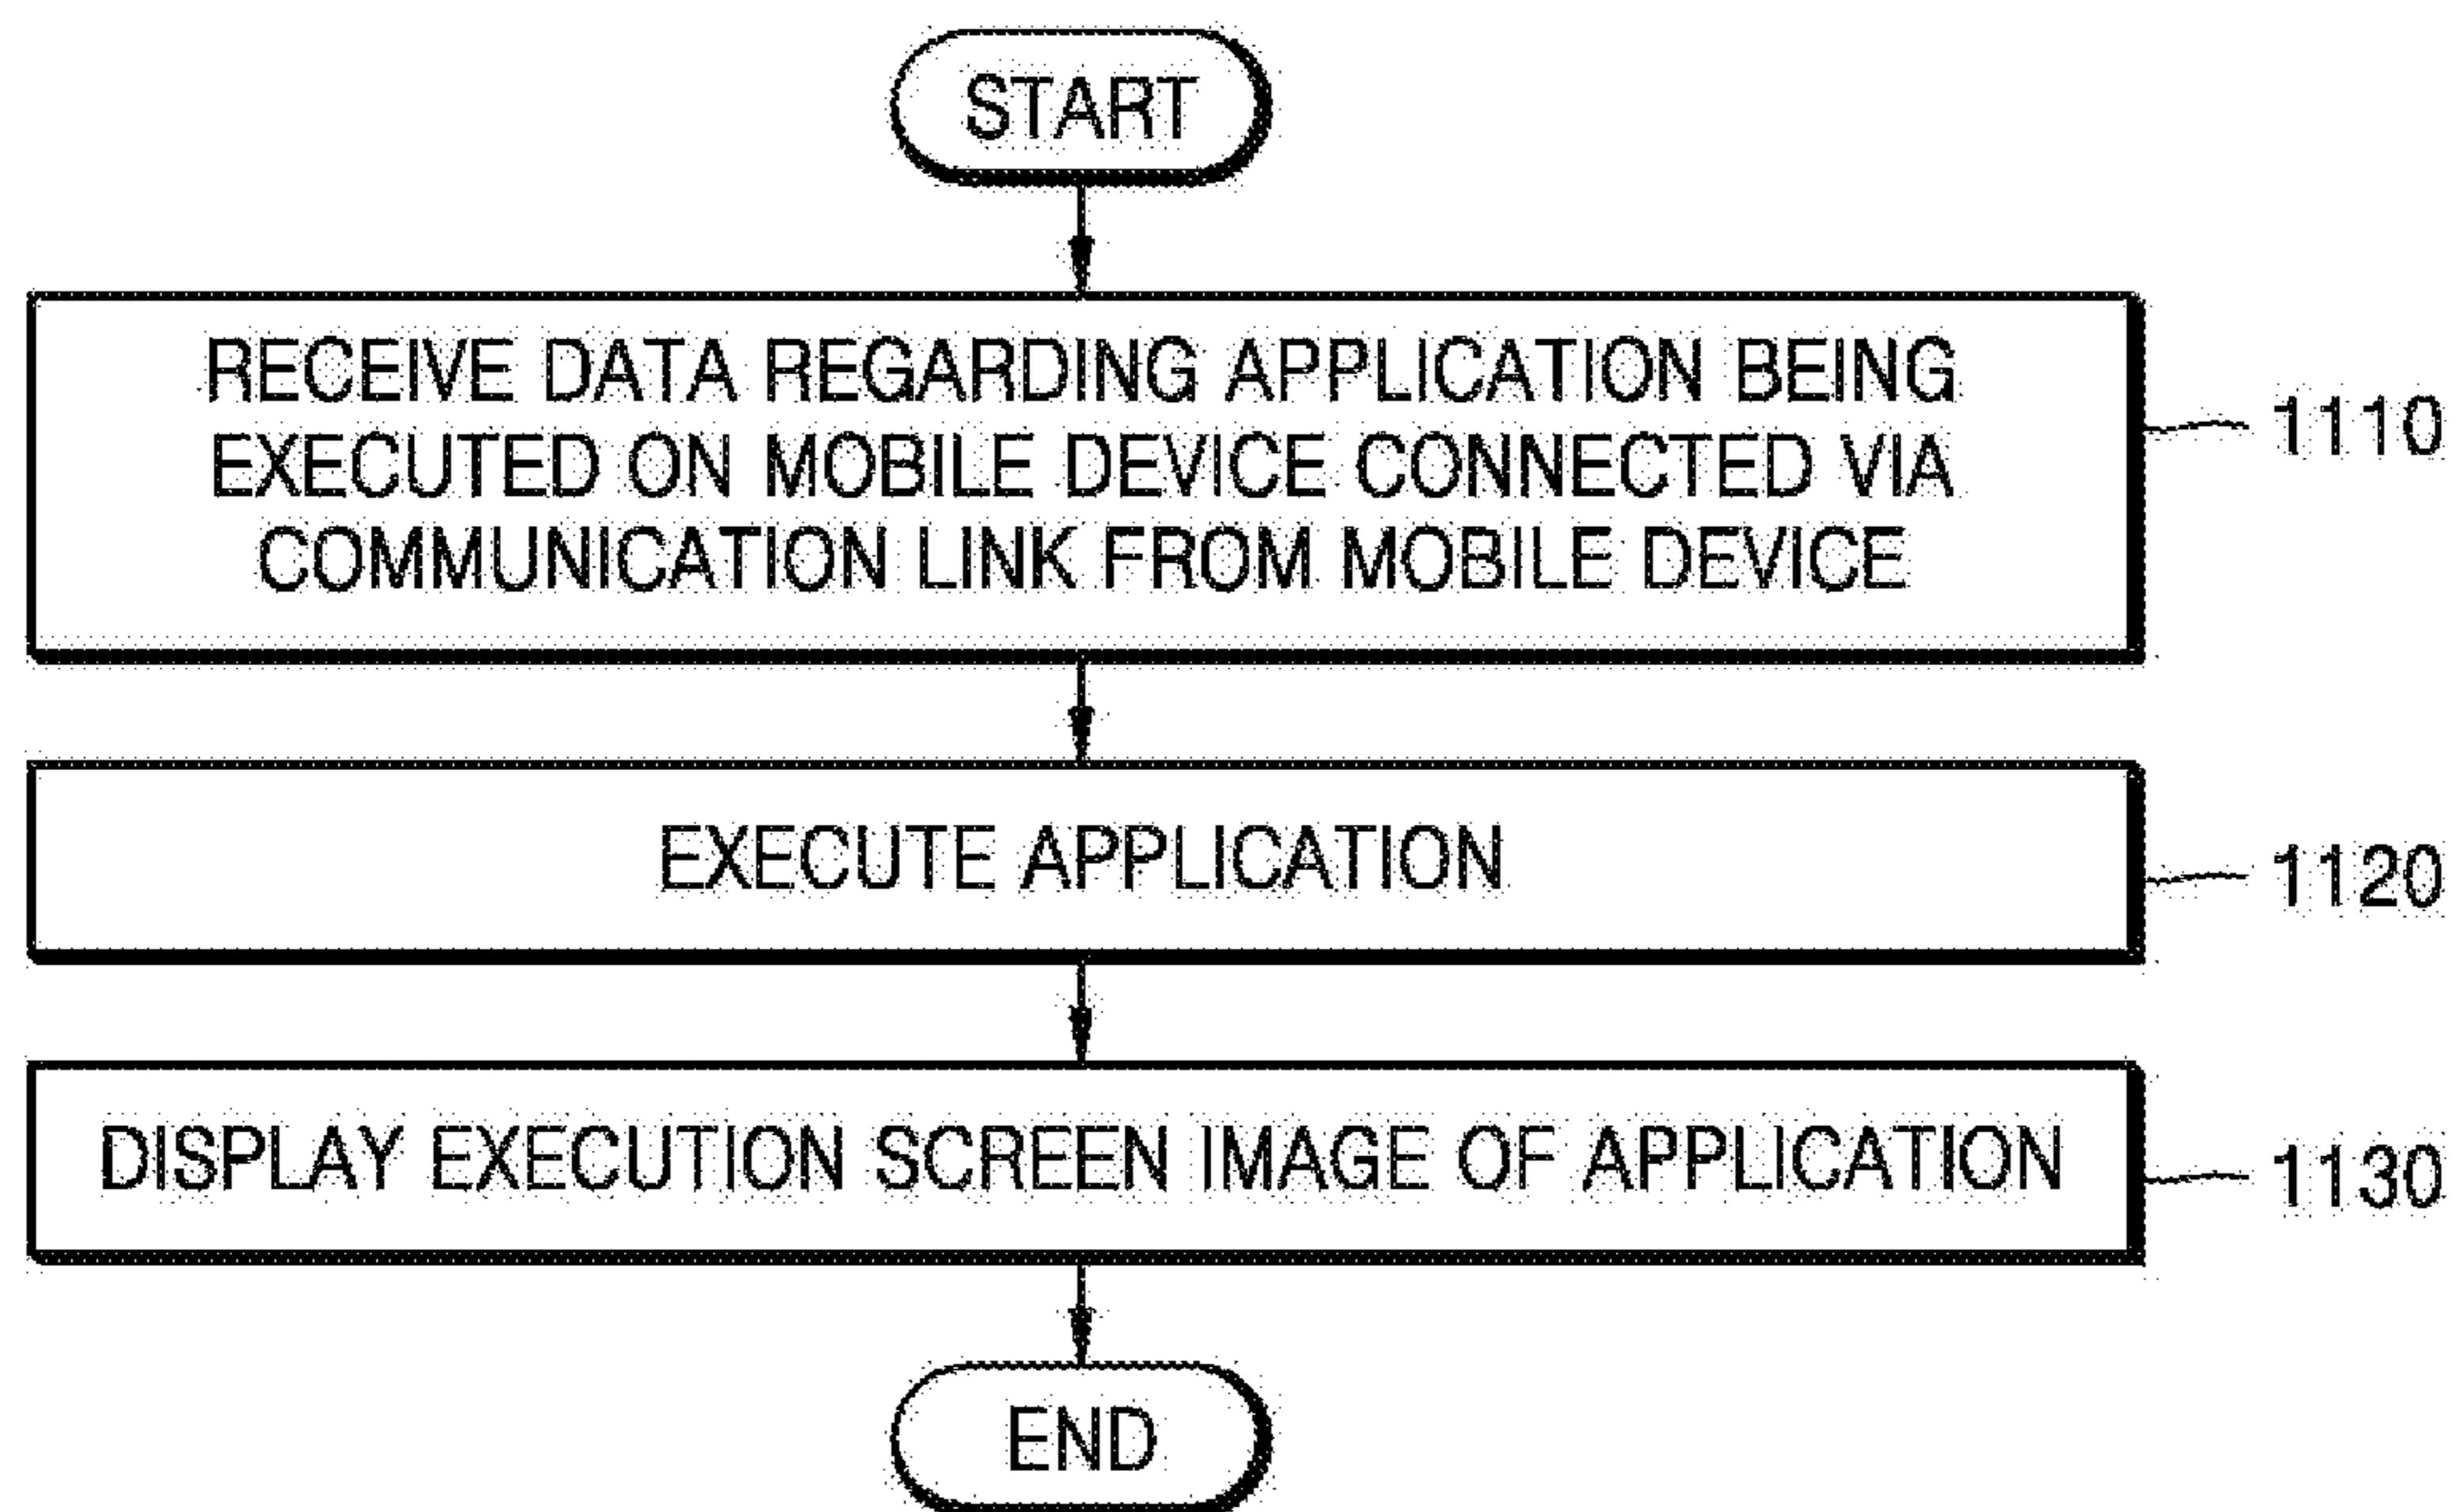 START
RECEIVE DATA REGARDING APPLICATION BEING
EXECUTED ON MOBILE DEVICE CONNECTED VIA
COMMUNICATION LINK FROM MOBILE DEVICE
1110
EXECUTE APPLICATION
1120
DISPLAY EXECUTION SCREEN IMAGE OF APPLICATION
1130
END